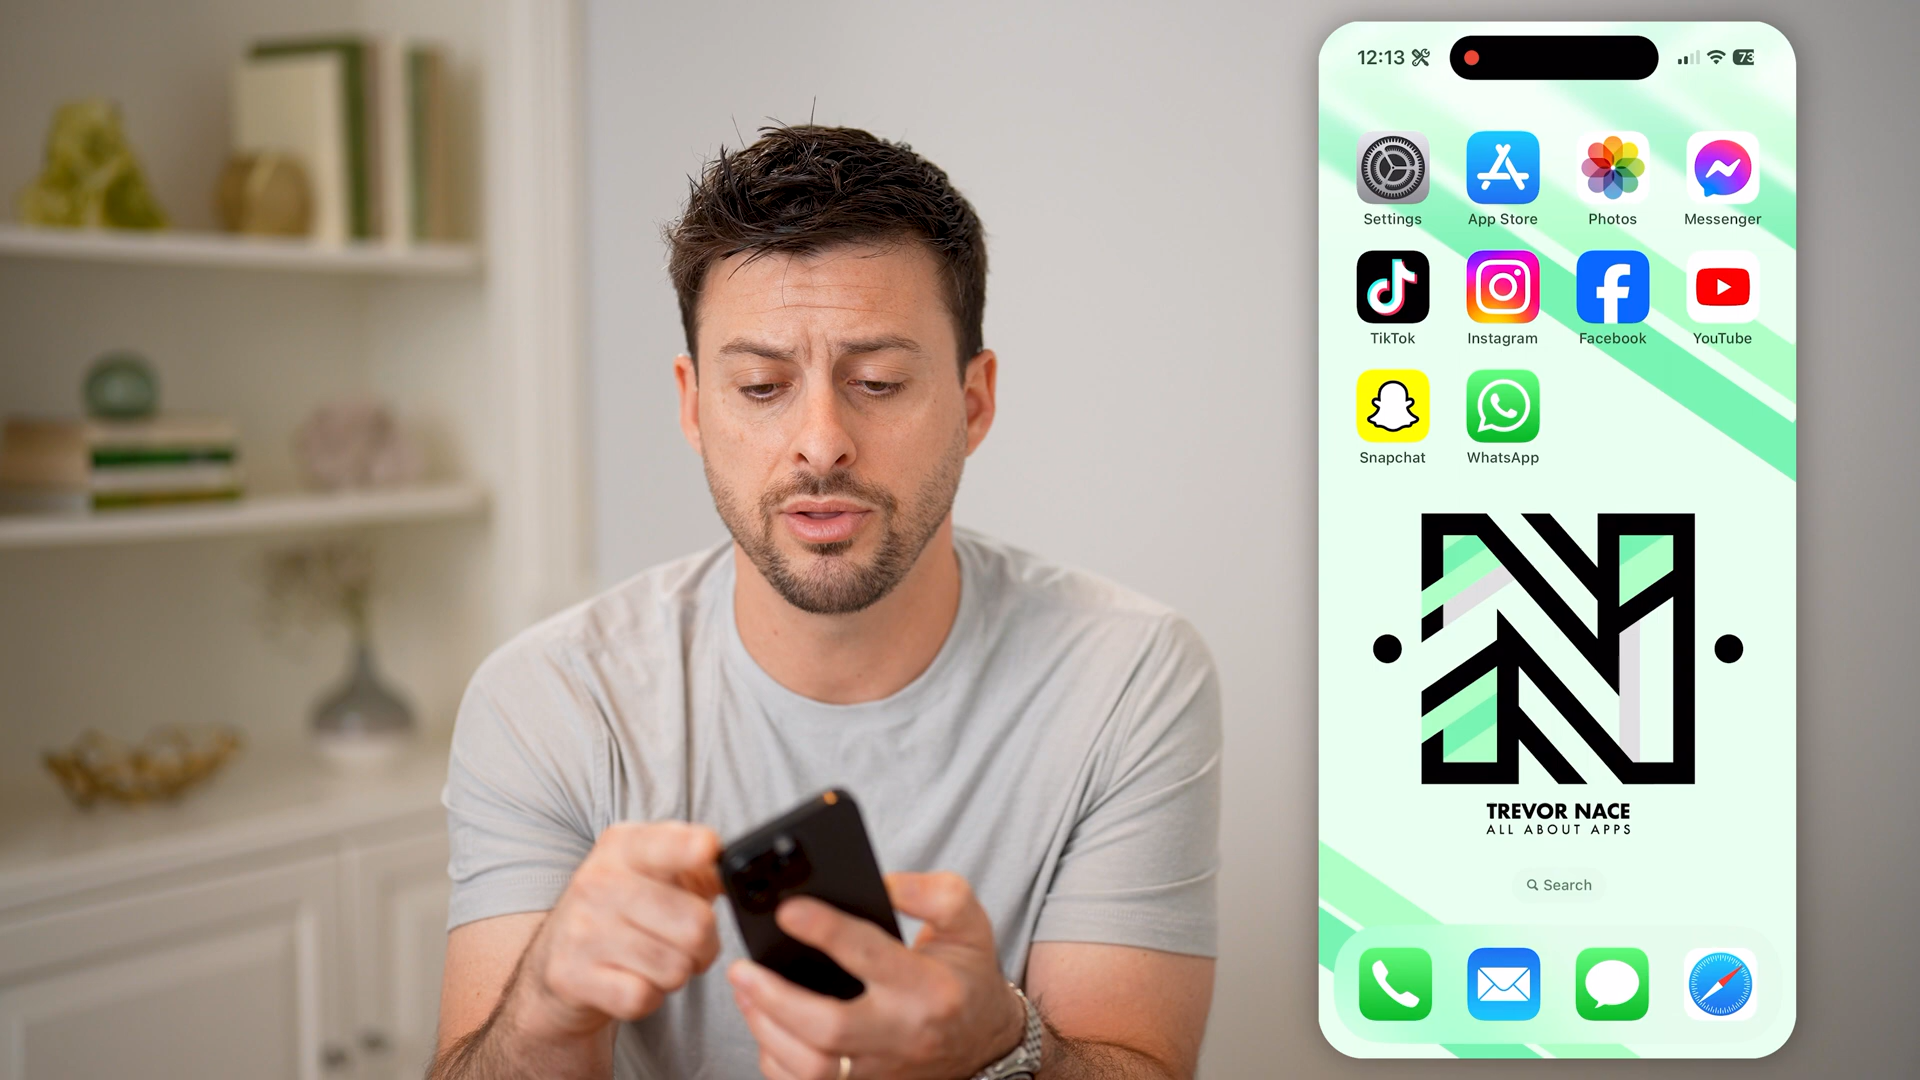 12:13
73
Settings
App Store
Photos
Messenger
TikTok
Instagram
Facebook
YouTube
Snapchat
WhatsApp
TREVOR NACE
ALL ABOUT APPS
Search